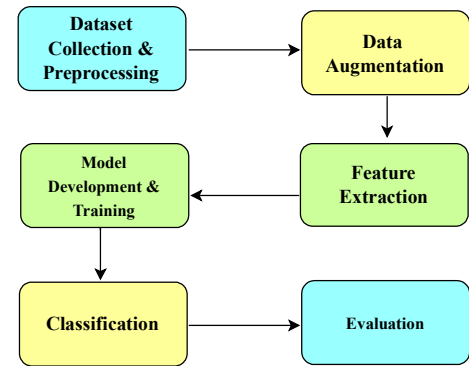 Dataset
Collection &
Preprocessing
Data
Augmentation
Model
Development &
Training
Feature
Extraction
Classification
Evaluation